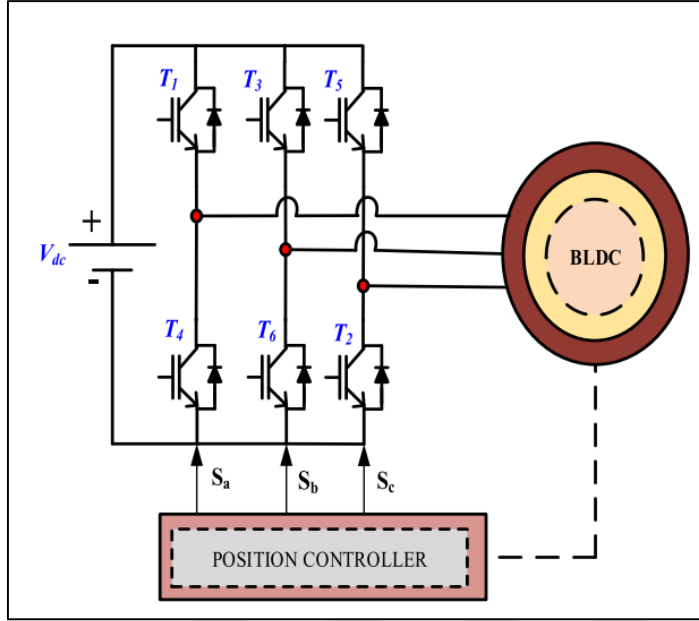 T1 T3 T5
+
Vdc
-
BLDC
T4 T6 T2
Sa Sb Sc
POSITION CONTROLLER